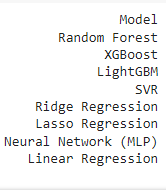 Model
Random Forest
XGBoost
LightGBM
SVR
Ridge Regression
Lasso Regression
Neural Network (MLP)
Linear Regression